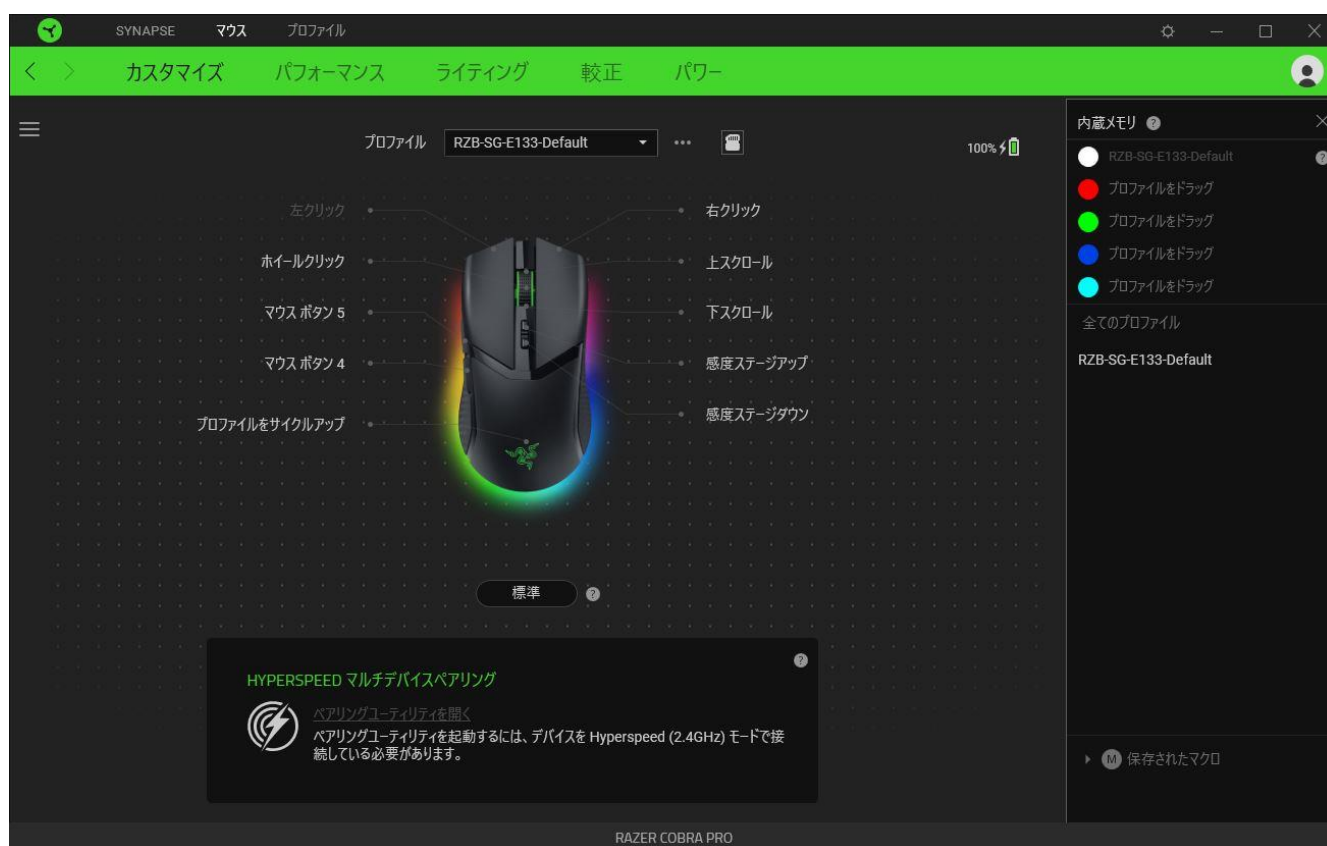 SYNAPSE マウス プロファイル
カスタマイズ パフォーマンス ライティング 較正 パワー
プロファイル RZB-SG-E133-Default
100%
左クリック
ホイールクリック
マウス ボタン 5
マウス ボタン 4
プロファイルをサイクルアップ
右クリック
上スクロール
下スクロール
感度ステージアップ
感度ステージダウン
標準 ?
HYPERSPEED マルチデバイスペアリング ?
ペアリングユーティリティを開く
ペアリングユーティリティを起動するには、デバイスを Hyperspeed (2.4GHz) モードで接
続している必要があります。
内蔵メモリ ?
RZB-SG-E133-Default ?
プロファイルをドラッグ
プロファイルをドラッグ
プロファイルをドラッグ
プロファイルをドラッグ
全てのプロファイル
RZB-SG-E133-Default
M 保存されたマクロ
RAZER COBRA PRO